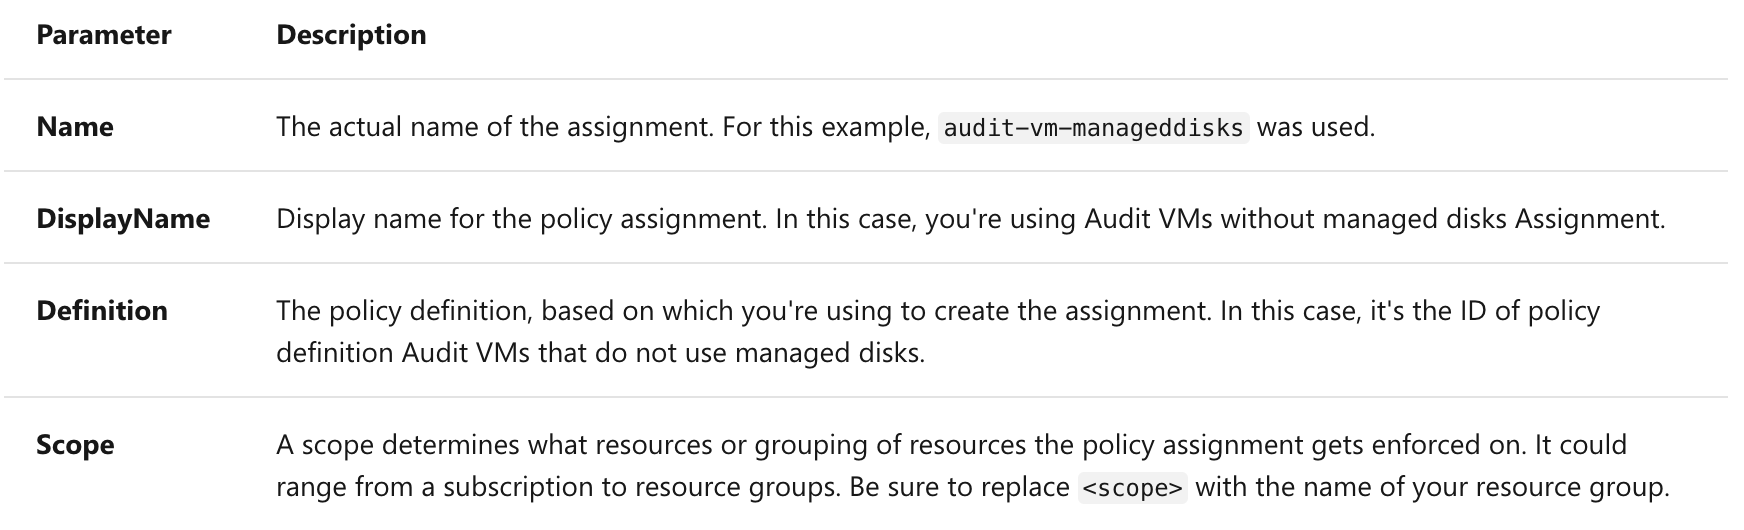 Parameter Description
Name The actual name of the assignment. For this example, audit-vm-manageddisks was used.
DisplayName Display name for the policy assignment. In this case, you're using Audit VMs without managed disks Assignment.
Definition The policy definition, based on which you're using to create the assignment. In this case, it's the ID of policy
definition Audit VMs that do not use managed disks.
Scope A scope determines what resources or grouping of resources the policy assignment gets enforced on. It could
range from a subscription to resource groups. Be sure to replace <scope> with the name of your resource group.